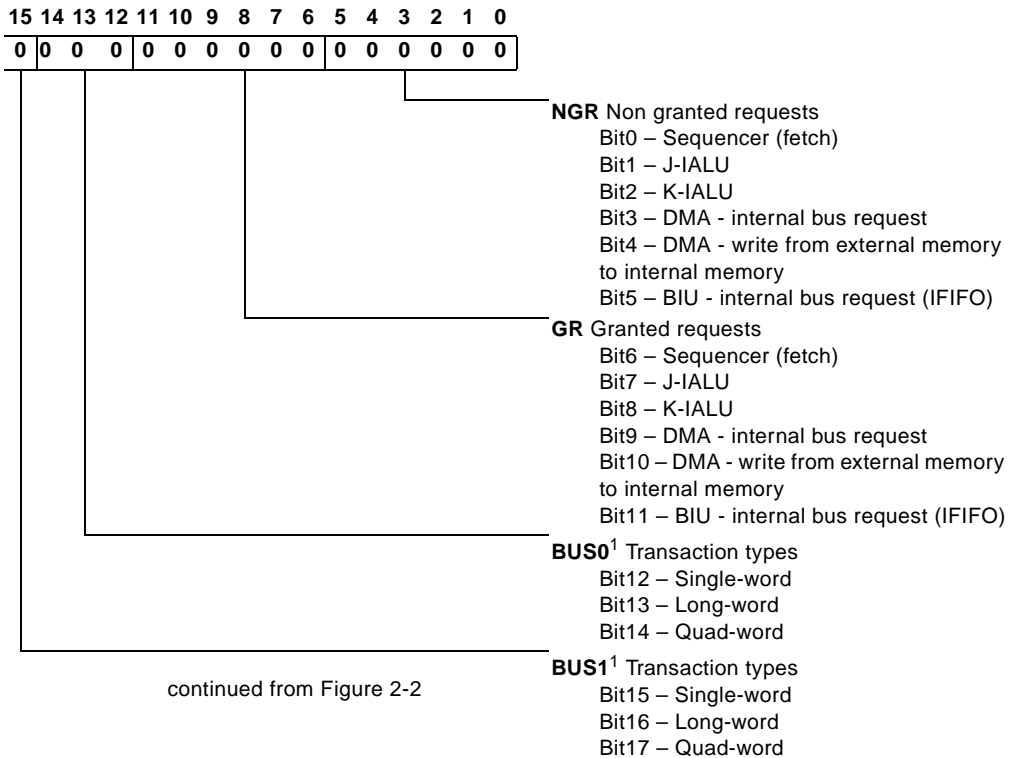 15 14 13 12 11 10 9 8 7 6 5 4 3 2 1 0
0 0 0 0 0 0 0 0 0 0 0 0 0 0 0 0
NGR Non granted requests
Bit0 – Sequencer (fetch)
Bit1 – J-IALU
Bit2 – K-IALU
Bit3 – DMA - internal bus request
Bit4 – DMA - write from external memory
to internal memory
Bit5 – BIU - internal bus request (IFIFO)
GR Granted requests
Bit6 – Sequencer (fetch)
Bit7 – J-IALU
Bit8 – K-IALU
Bit9 – DMA - internal bus request
Bit10 – DMA - write from external memory
to internal memory
Bit11 – BIU - internal bus request (IFIFO)
BUS0¹ Transaction types
Bit12 – Single-word
Bit13 – Long-word
Bit14 – Quad-word
BUS1¹ Transaction types
Bit15 – Single-word
Bit16 – Long-word
Bit17 – Quad-word
continued from Figure 2-2